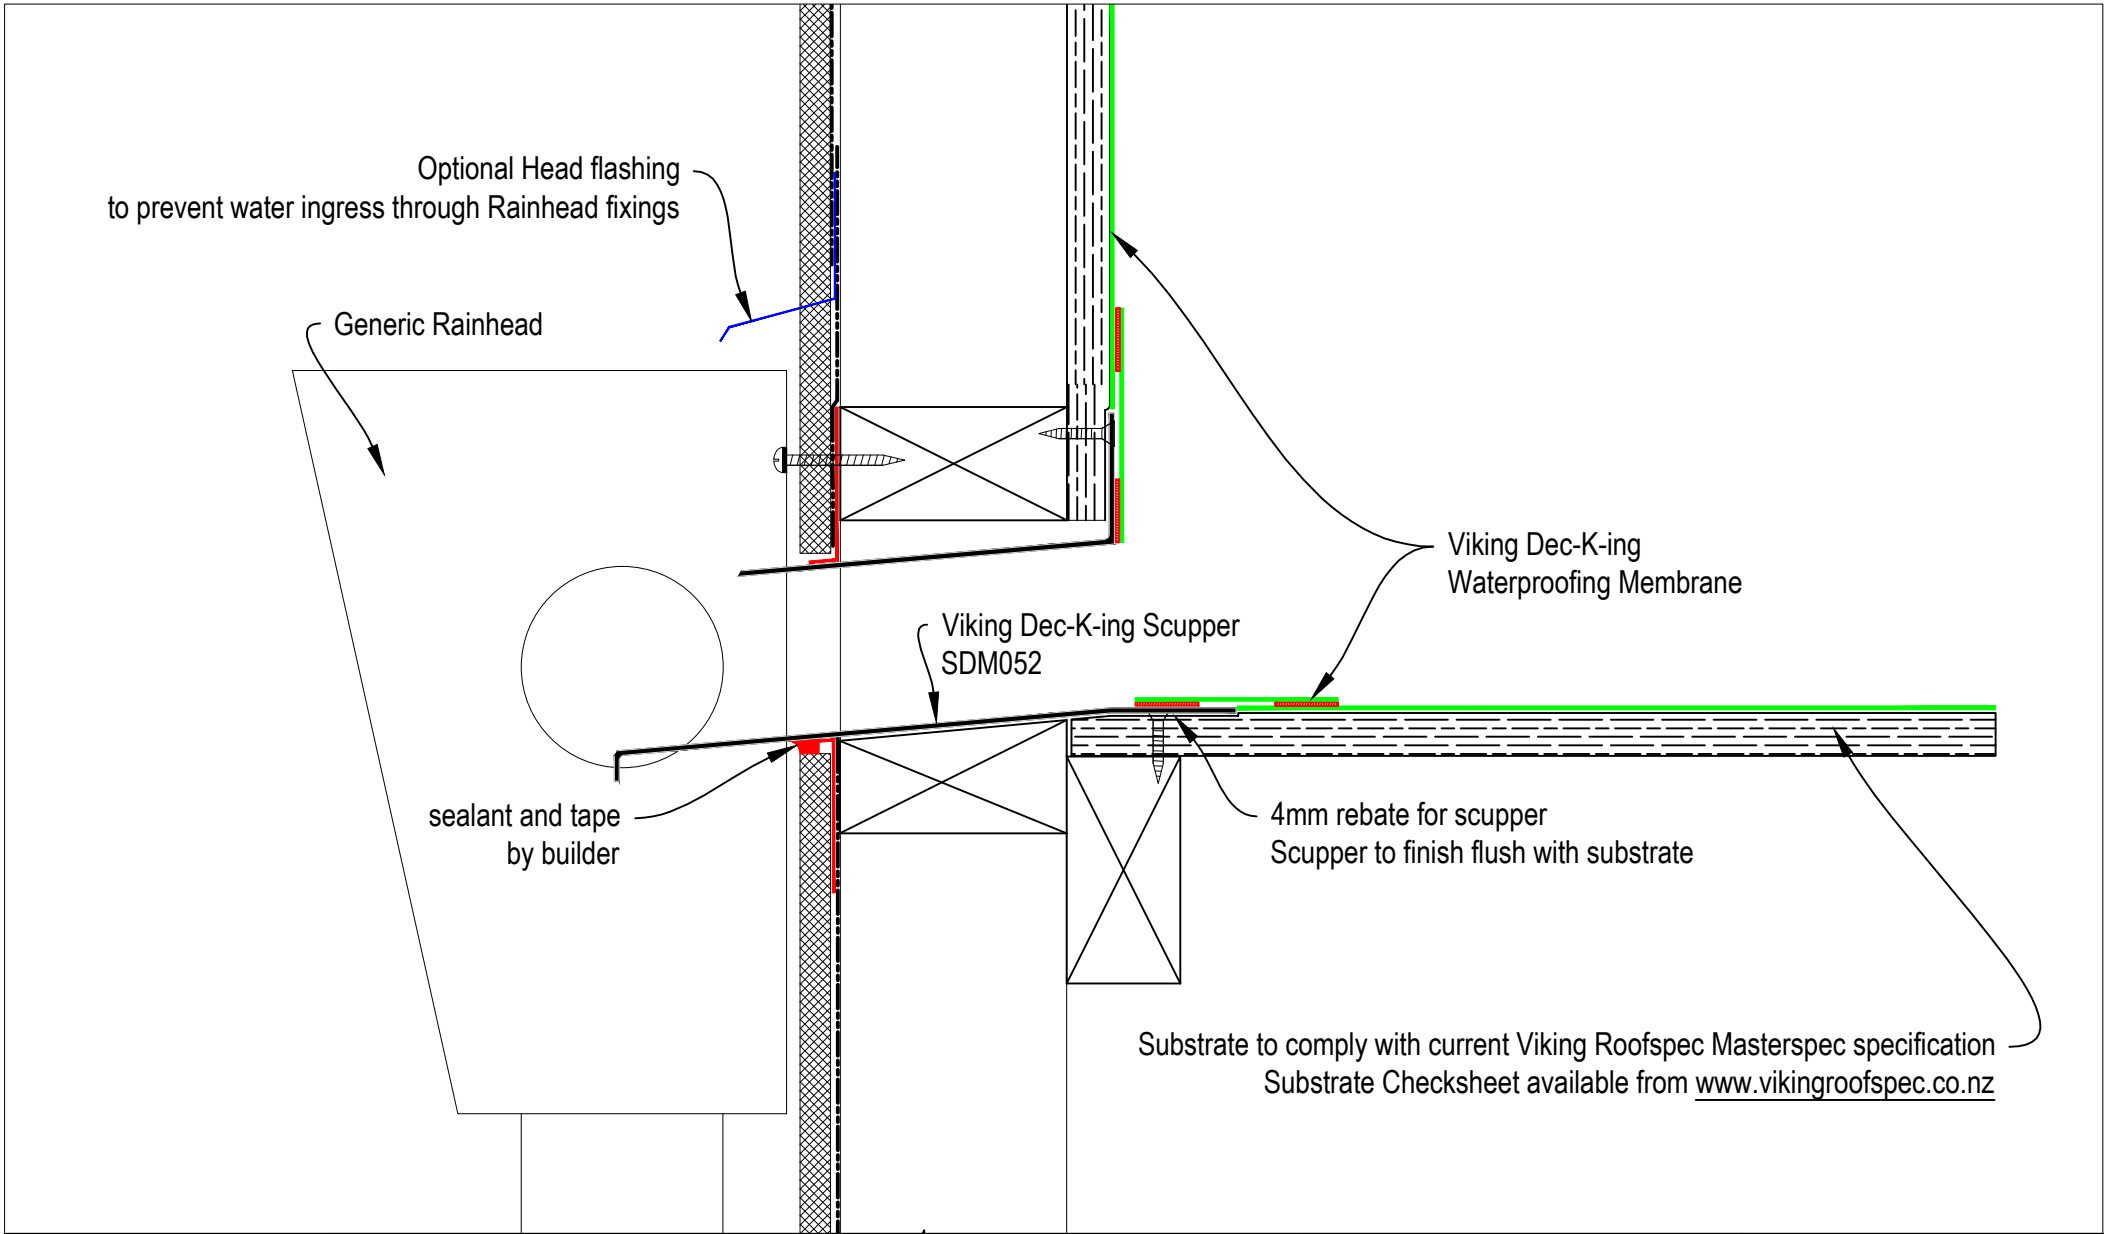 Optional Head flashing
to prevent water ingress through Rainhead fixings
Generic Rainhead
Viking Dec-K-ing
Waterproofing Membrane
Viking Dec-K-ing Scupper
SDM052
sealant and tape
by builder
4mm rebate for scupper
Scupper to finish flush with substrate
Substrate to comply with current Viking Roofspec Masterspec specification
Substrate Checksheet available from www.vikingroofspec.co.nz